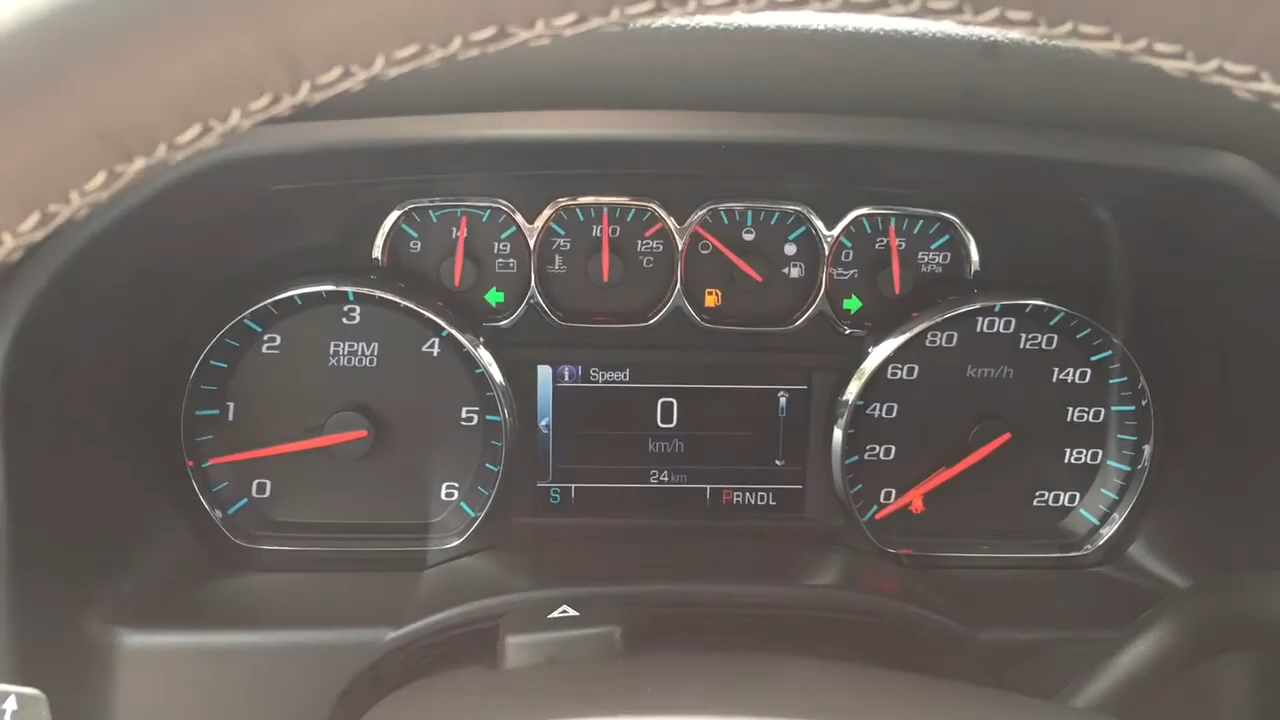 9 14 19
75 100 125
°C
0 275 550
kPa
3
2 4
RPM
x1000
1 5
0 6
Speed
0
km/h
24 km
S PRNDL
100
80 120
60 km/h 140
40 160
20 180
0 200